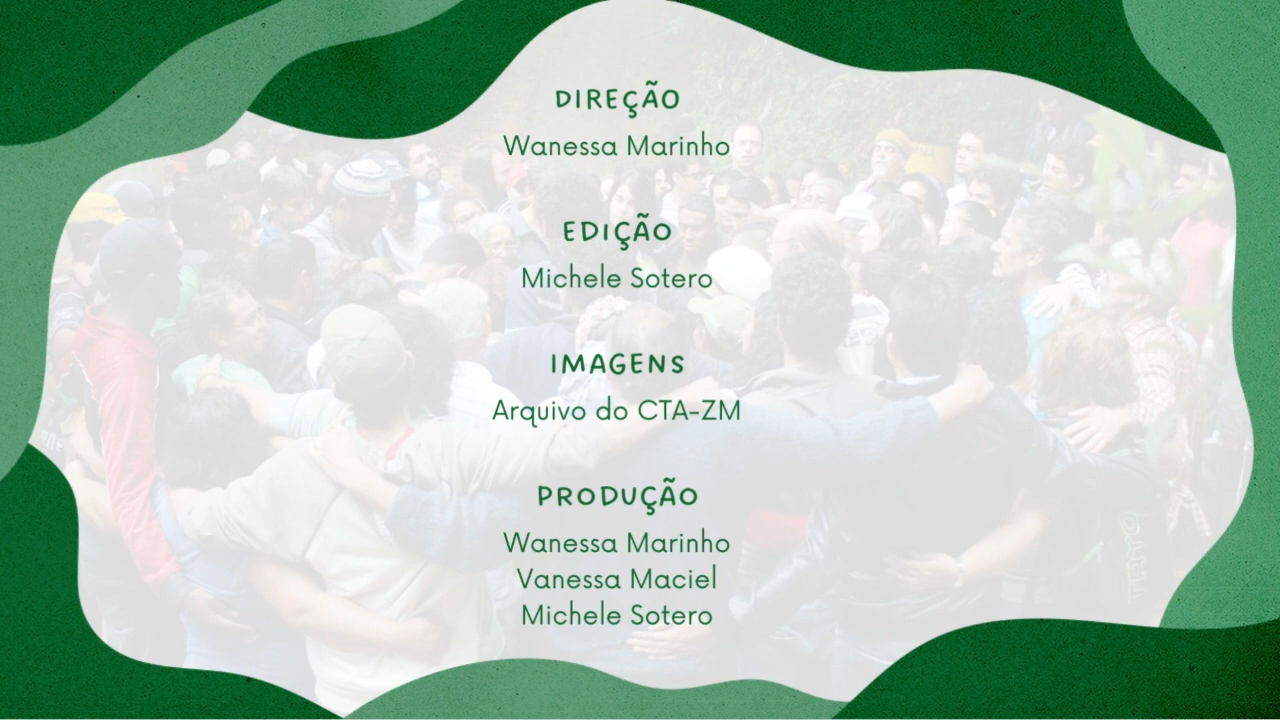 DIREÇÃO
Wanessa Marinho
EDIÇÃO
Michele Sotero
IMAGENS
Arquivo do CTA-ZM
PRODUÇÃO
Wanessa Marinho
Vanessa Maciel
Michele Sotero